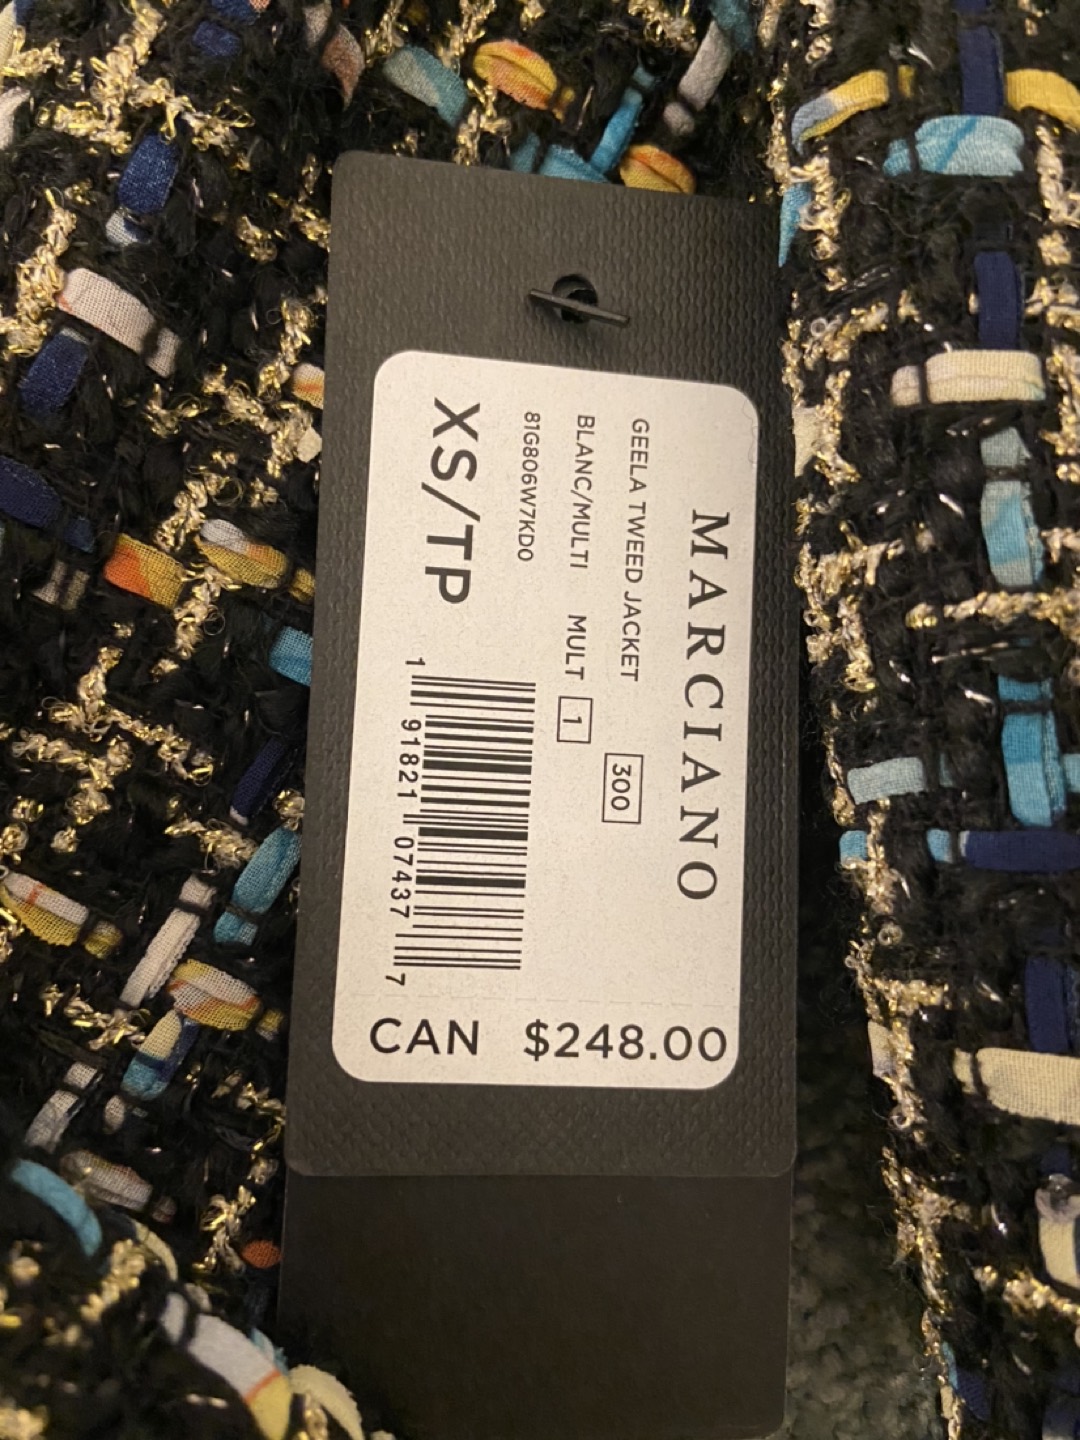 MARCIANO
GEELA TWEED JACKET 300
BLANC/MULTI MULT 1
81G806W7KD0
XS/TP
1 91821 07437 7
CAN $248.00